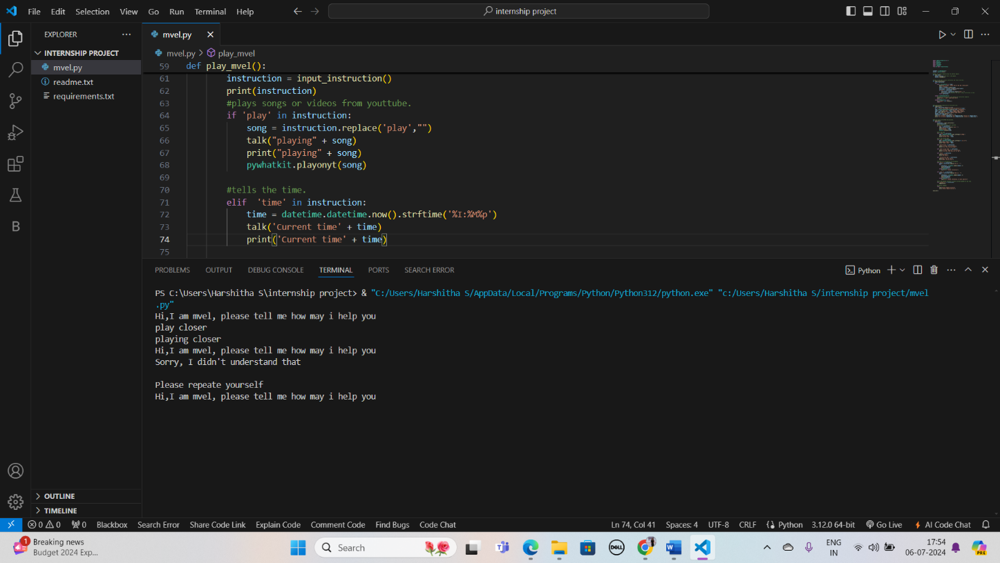 File Edit Selection View Go Run Terminal Help
internship project
EXPLORER
INTERNSHIP PROJECT
mvel.py
readme.txt
requirements.txt
OUTLINE
TIMELINE
mvel.py
mvel.py > play_mvel
59 def play_mvel():
61 instruction = input_instruction()
62 print(instruction)
63 #plays songs or videos from youttube.
64 if 'play' in instruction:
65 song = instruction.replace('play',"")
66 talk("playing" + song)
67 print("playing" + song)
68 pywhatkit.playonyt(song)
69
70 #tells the time.
71 elif  'time' in instruction:
72 time = datetime.datetime.now().strftime('%I:%M%p')
73 talk('Current time' + time)
74 print('Current time' + time)
75
PROBLEMS OUTPUT DEBUG CONSOLE TERMINAL PORTS SEARCH ERROR
Python
PS C:\Users\Harshitha S\internship project> & "C:/Users/Harshitha S/AppData/Local/Programs/Python/Python312/python.exe" "c:/Users/Harshitha S/internship project/mvel
.py"
Hi,I am mvel, please tell me how may i help you
play closer
playing closer
Hi,I am mvel, please tell me how may i help you
Sorry, I didn't understand that
Please repeate yourself
Hi,I am mvel, please tell me how may i help you
0 0 0 Blackbox Search Error Share Code Link Explain Code Comment Code Find Bugs Code Chat Ln 74, Col 41 Spaces: 4 UTF-8 CRLF Python 3.12.0 64-bit Go Live AI Code Chat
1
Breaking news
Budget 2024 Exp...
Search
DELL
ENG
IN
17:54
06-07-2024
PRE